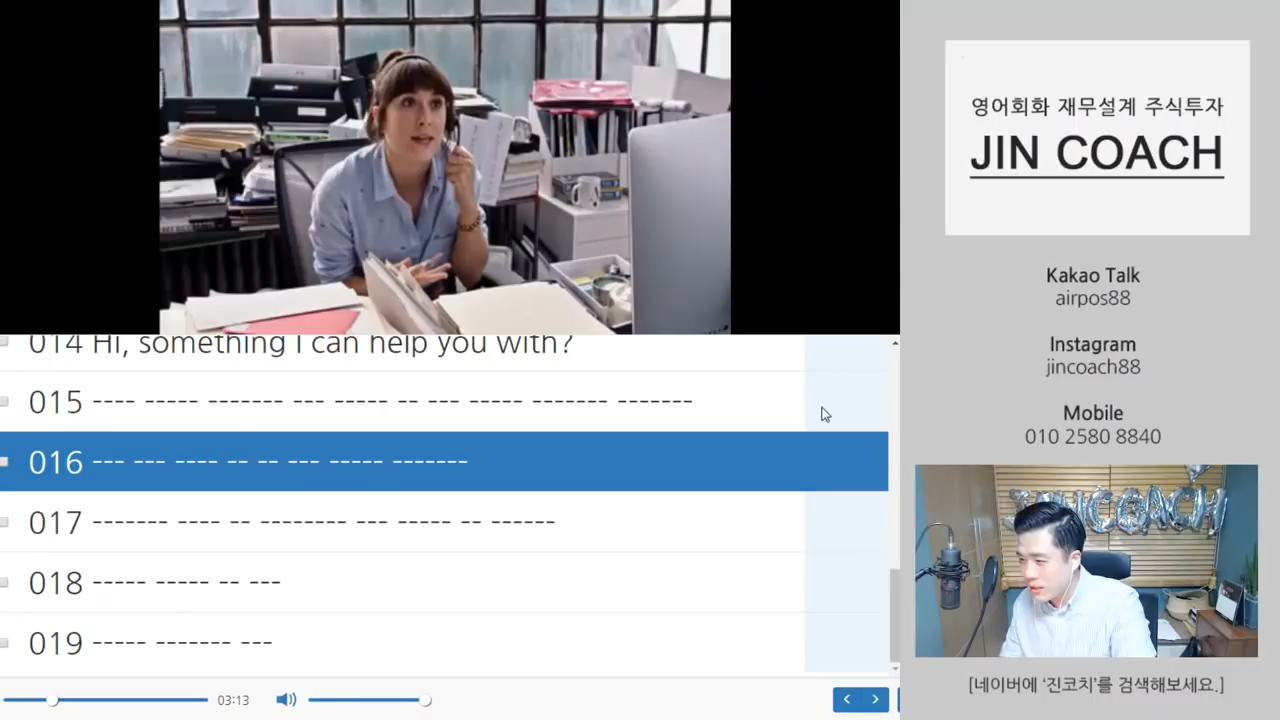 영어회화 재무설계 주식투자
JIN COACH
Kakao Talk
airpos88
Instagram
jincoach88
Mobile
010 2580 8840
JINCOACH
[네이버에 '진코치'를 검색해보세요.]
014 Hi, something I can help you with?
015 ---- ----- ------- --- ----- -- --- ----- ------- -------
016 --- --- ---- -- -- --- ----- -------
017 ------- ---- -- -------- --- ----- -- ------
018 ----- ----- -- ---
019 ----- ------- ---
03:13